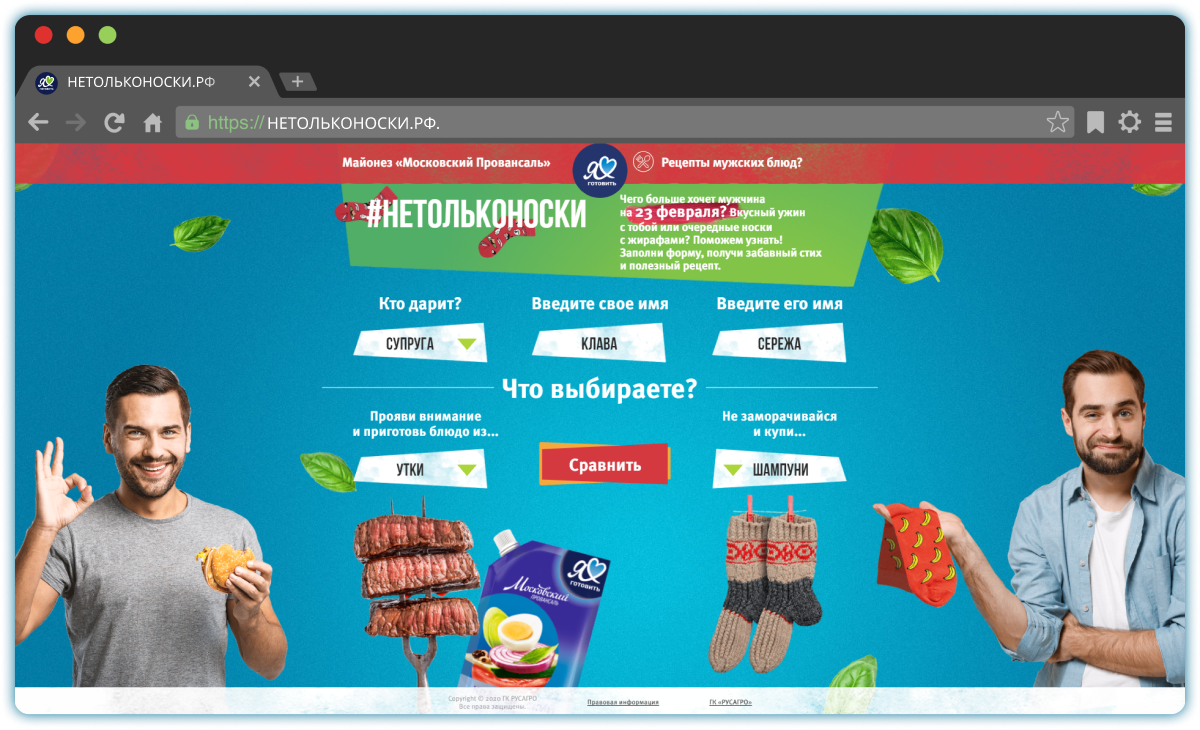 НЕТОЛЬКОНОСКИ.РФ
https://НЕТОЛЬКОНОСКИ.РФ.
Майонез «Московский Провансаль»
Я
ГОТОВИТЬ
Рецепты мужских блюд?
#НЕТОЛЬКОНОСКИ
Чего больше хочет мужчина
на 23 февраля? Вкусный ужин
с тобой или очередные носки
с жирафами? Поможем узнать!
Заполни форму, получи забавный стих
и полезный рецепт.
Кто дарит?
Введите свое имя
Введите его имя
СУПРУГА
КЛАВА
СЕРЕЖА
Что выбираете?
Прояви внимание
и приготовь блюдо из...
Не заморачивайся
и купи...
УТКИ
Сравнить
ШАМПУНИ
Я
ГОТОВИТЬ
Московский
ПРОВАНСАЛЬ
Copyright © 2020 ГК РУСАГРО
Все права защищены.
Правовая информация
ГК «РУСАГРО»